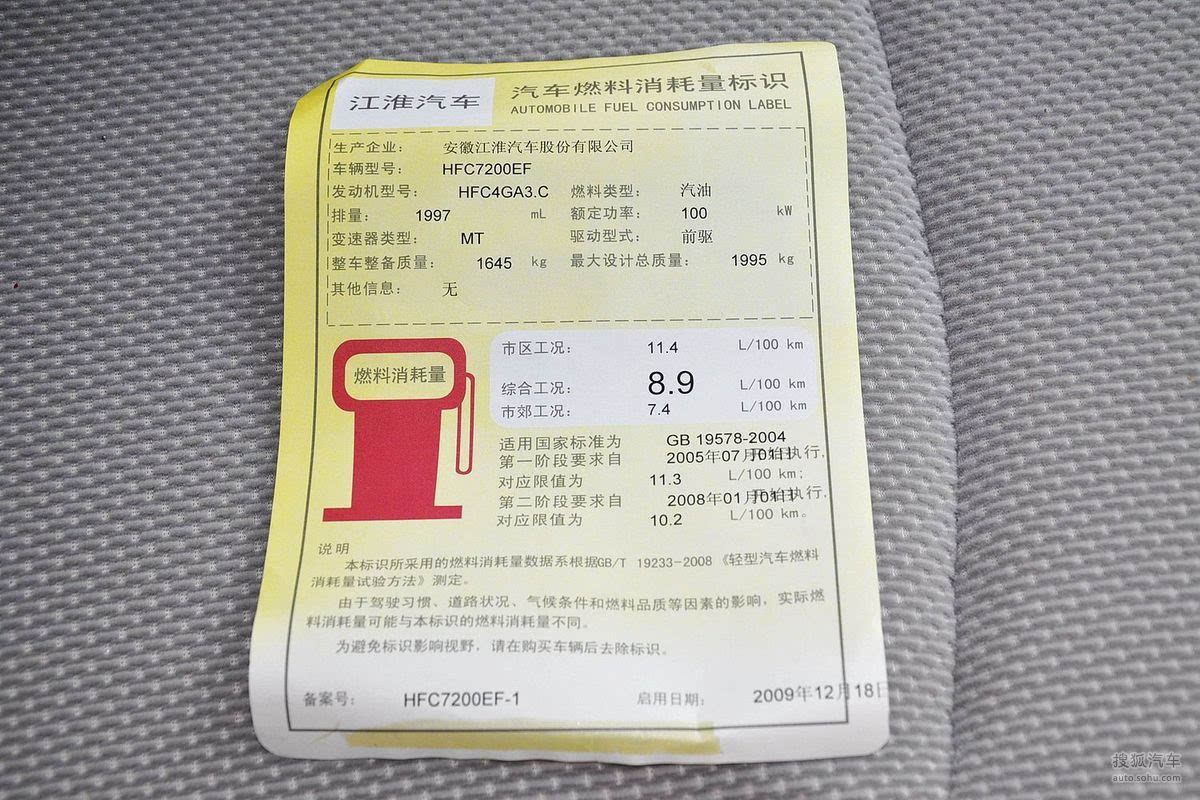 江淮汽车
汽车燃料消耗量标识
AUTOMOBILE FUEL CONSUMPTION LABEL
生产企业： 安徽江淮汽车股份有限公司
车辆型号： HFC7200EF
发动机型号： HFC4GA3.C 燃料类型： 汽油
排量： 1997 mL 额定功率： 100 kW
变速器类型： MT 驱动型式： 前驱
整车整备质量： 1645 kg 最大设计总质量： 1995 kg
其他信息： 无
燃料消耗量
市区工况： 11.4 L/100 km
综合工况： 8.9 L/100 km
市郊工况： 7.4 L/100 km
适用国家标准为 GB 19578-2004
第一阶段要求自 2005年07月01日开始执行，
对应限值为 11.3 L/100 km；
第二阶段要求自 2008年01月01日开始执行，
对应限值为 10.2 L/100 km。
说明
本标识所采用的燃料消耗量数据系根据GB/T 19233-2008《轻型汽车燃料
消耗量试验方法》测定。
由于驾驶习惯、道路状况、气候条件和燃料品质等因素的影响，实际燃
料消耗量可能与本标识的燃料消耗量不同。
为避免标识影响视野，请在购买车辆后去除标识。
备案号： HFC7200EF-1 启用日期： 2009年12月18日
搜狐汽车
auto.sohu.com